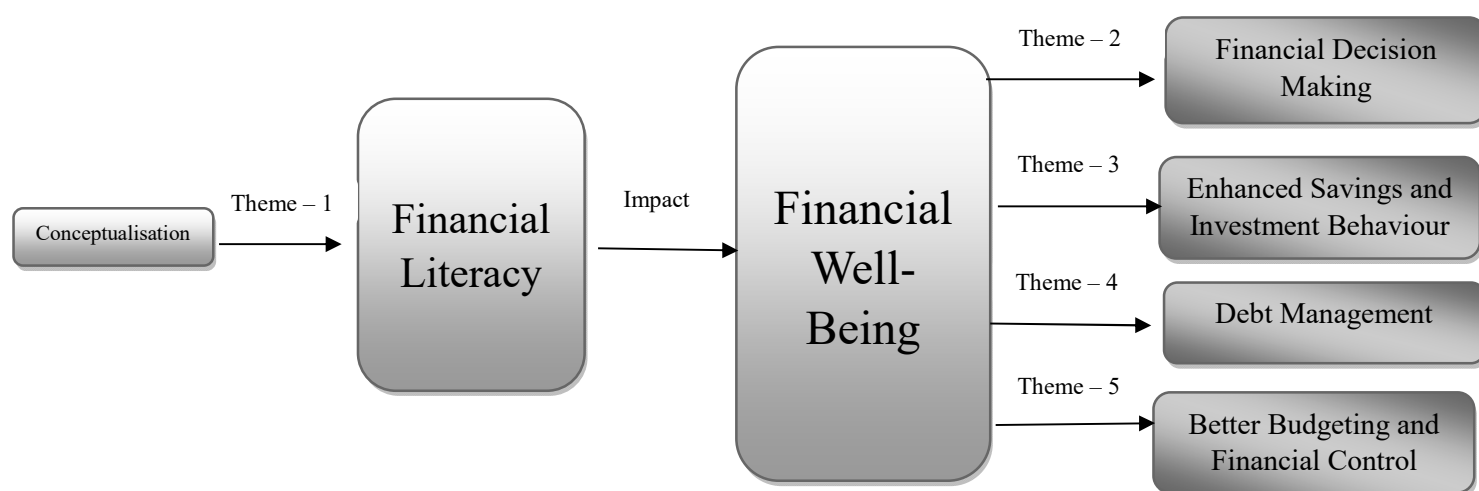 Conceptualisation
Theme – 1
Financial
Literacy
Impact
Financial
Well-
Being
Theme – 2
Financial Decision
Making
Theme – 3
Enhanced Savings and
Investment Behaviour
Theme – 4
Debt Management
Theme – 5
Better Budgeting and
Financial Control